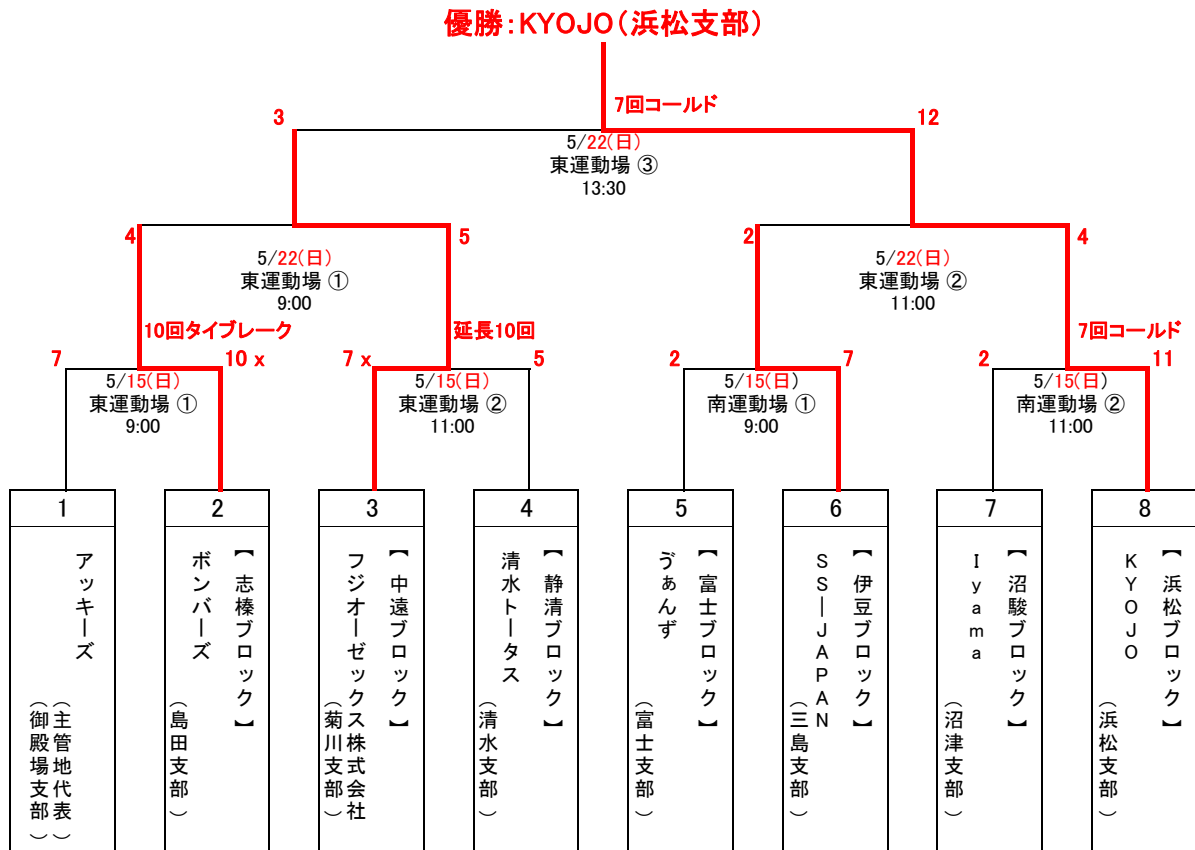 優勝：KYOJO（浜松支部）
7回コールド
3
12
5/22(日)
東運動場 ③
13:30
4
5
2
4
5/22(日)
東運動場 ①
9:00
5/22(日)
東運動場 ②
11:00
10回タイブレーク
延長10回
7回コールド
7
10 x
7 x
5
2
7
2
11
5/15(日)
東運動場 ①
9:00
5/15(日)
東運動場 ②
11:00
5/15(日)
南運動場 ①
9:00
5/15(日)
南運動場 ②
11:00
1
2
3
4
5
6
7
8
アッキーズ
（主管地代表）
（御殿場支部）
【志榛ブロック】
ボンバーズ
（島田支部）
【中遠ブロック】
フジオーゼックス株式会社
（菊川支部）
【静清ブロック】
清水トータス
（清水支部）
【富士ブロック】
ゔぁんず
（富士支部）
【伊豆ブロック】
SS－JAPAN
（三島支部）
【沼駿ブロック】
Iyama
（沼津支部）
【浜松ブロック】
KYOJO
（浜松支部）